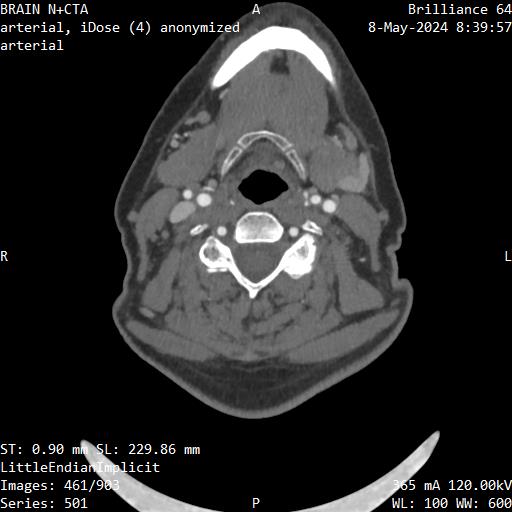 BRAIN N+CTA
A
Brilliance 64
arterial, iDose (4) anonymized
8-May-2024 8:39:57
arterial
R
L
ST: 0.90 mm SL: 229.86 mm
LittleEndianImplicit
Images: 461/903
365 mA 120.00kV
Series: 501
P
WL: 100 WW: 600